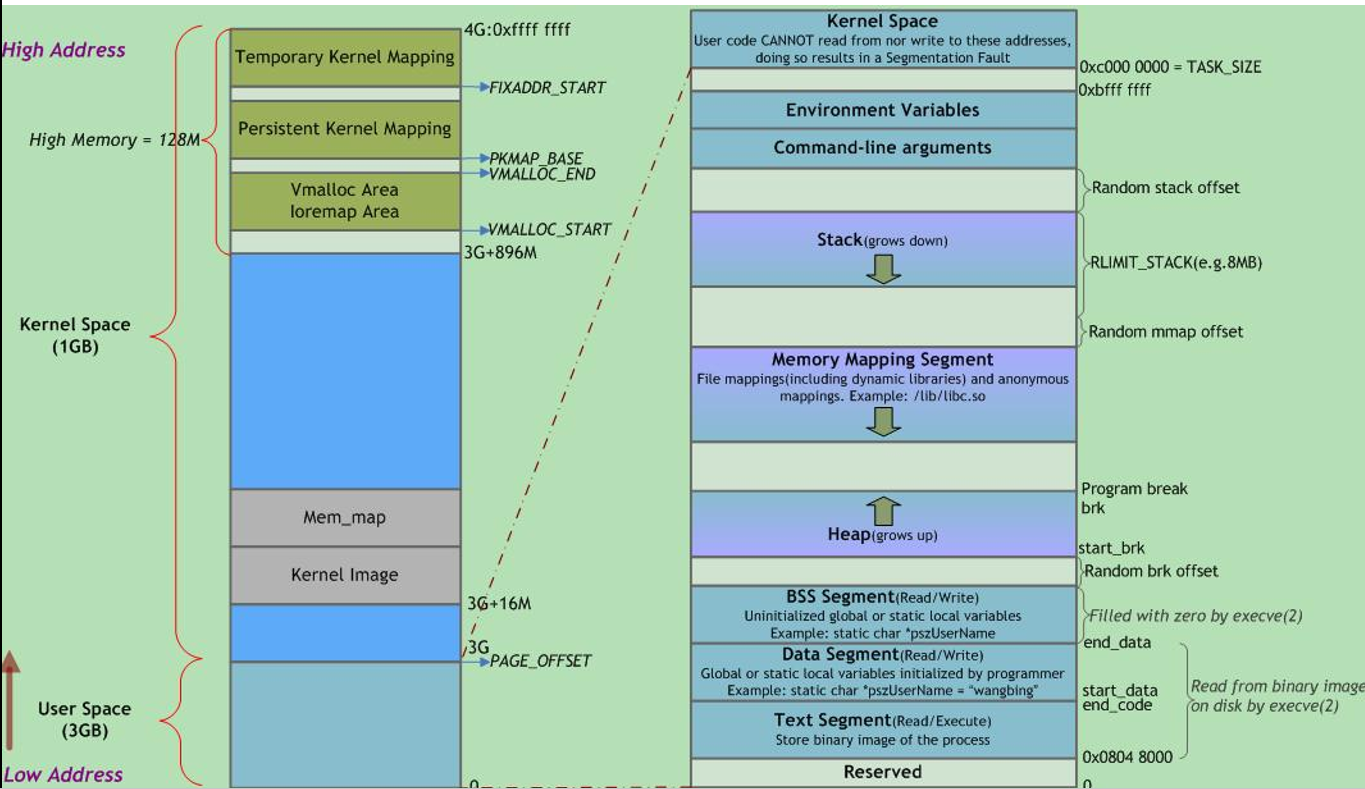 High Address
4G:0xffff ffff
Temporary Kernel Mapping
FIXADDR_START
High Memory = 128M
Persistent Kernel Mapping
PKMAP_BASE
VMALLOC_END
Vmalloc Area
Ioremap Area
VMALLOC_START
3G+896M
Kernel Space
(1GB)
Mem_map
Kernel Image
3G+16M
3G
PAGE_OFFSET
User Space
(3GB)
Low Address
0
Kernel Space
User code CANNOT read from nor write to these addresses,
doing so results in a Segmentation Fault
0xc000 0000 = TASK_SIZE
0xbfff ffff
Environment Variables
Command-line arguments
Random stack offset
Stack(grows down)
RLIMIT_STACK(e.g.8MB)
Random mmap offset
Memory Mapping Segment
File mappings(including dynamic libraries) and anonymous
mappings. Example: /lib/libc.so
Program break
brk
Heap(grows up)
start_brk
Random brk offset
BSS Segment(Read/Write)
Uninitialized global or static local variables
Example: static char *pszUserName
Filled with zero by execve(2)
end_data
Data Segment(Read/Write)
Global or static local variables initialized by programmer
Example: static char *pszUserName = "wangbing"
start_data
end_code
Read from binary image
on disk by execve(2)
Text Segment(Read/Execute)
Store binary image of the process
0x0804 8000
Reserved
0